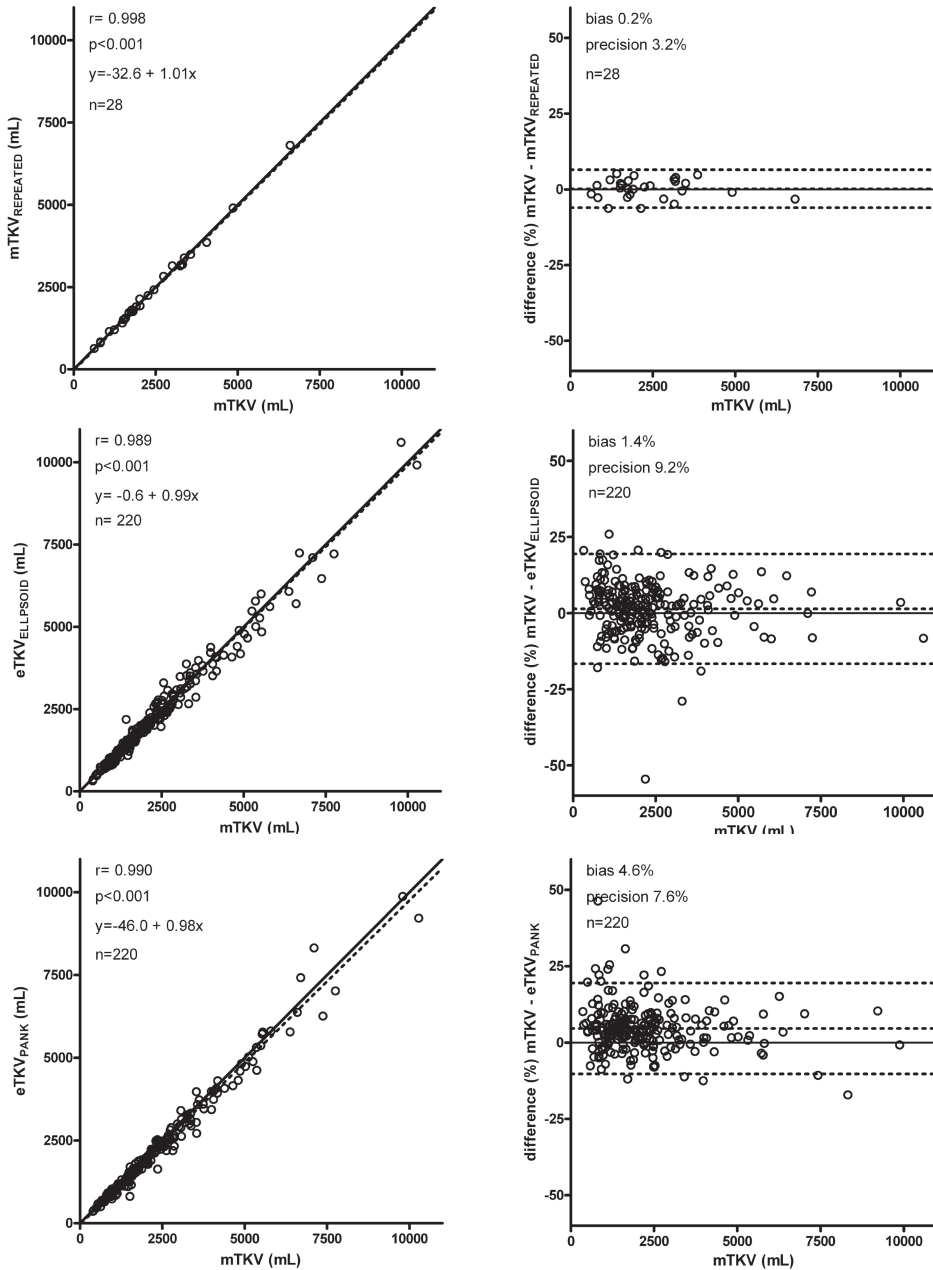 r= 0.998
p<0.001
y=-32.6 + 1.01x
n=28
10000
7500
5000
2500
0
mTKVREPEATED (mL)
0 2500 5000 7500 10000
mTKV (mL)
bias 0.2%
precision 3.2%
n=28
50
25
0
-25
-50
difference (%) mTKV - mTKVREPEATED
0 2500 5000 7500 10000
mTKV (mL)
r= 0.989
p<0.001
y= -0.6 + 0.99x
n= 220
10000
7500
5000
2500
0
eTKVELLPSOID (mL)
0 2500 5000 7500 10000
mTKV (mL)
bias 1.4%
precision 9.2%
n=220
50
25
0
-25
-50
difference (%) mTKV - eTKVELLIPSOID
0 2500 5000 7500 10000
mTKV (mL)
r= 0.990
p<0.001
y=-46.0 + 0.98x
n=220
10000
7500
5000
2500
0
eTKVPANK (mL)
0 2500 5000 7500 10000
mTKV (mL)
bias 4.6%
precision 7.6%
n=220
50
25
0
-25
-50
difference (%) mTKV - eTKVPANK
0 2500 5000 7500 10000
mTKV (mL)